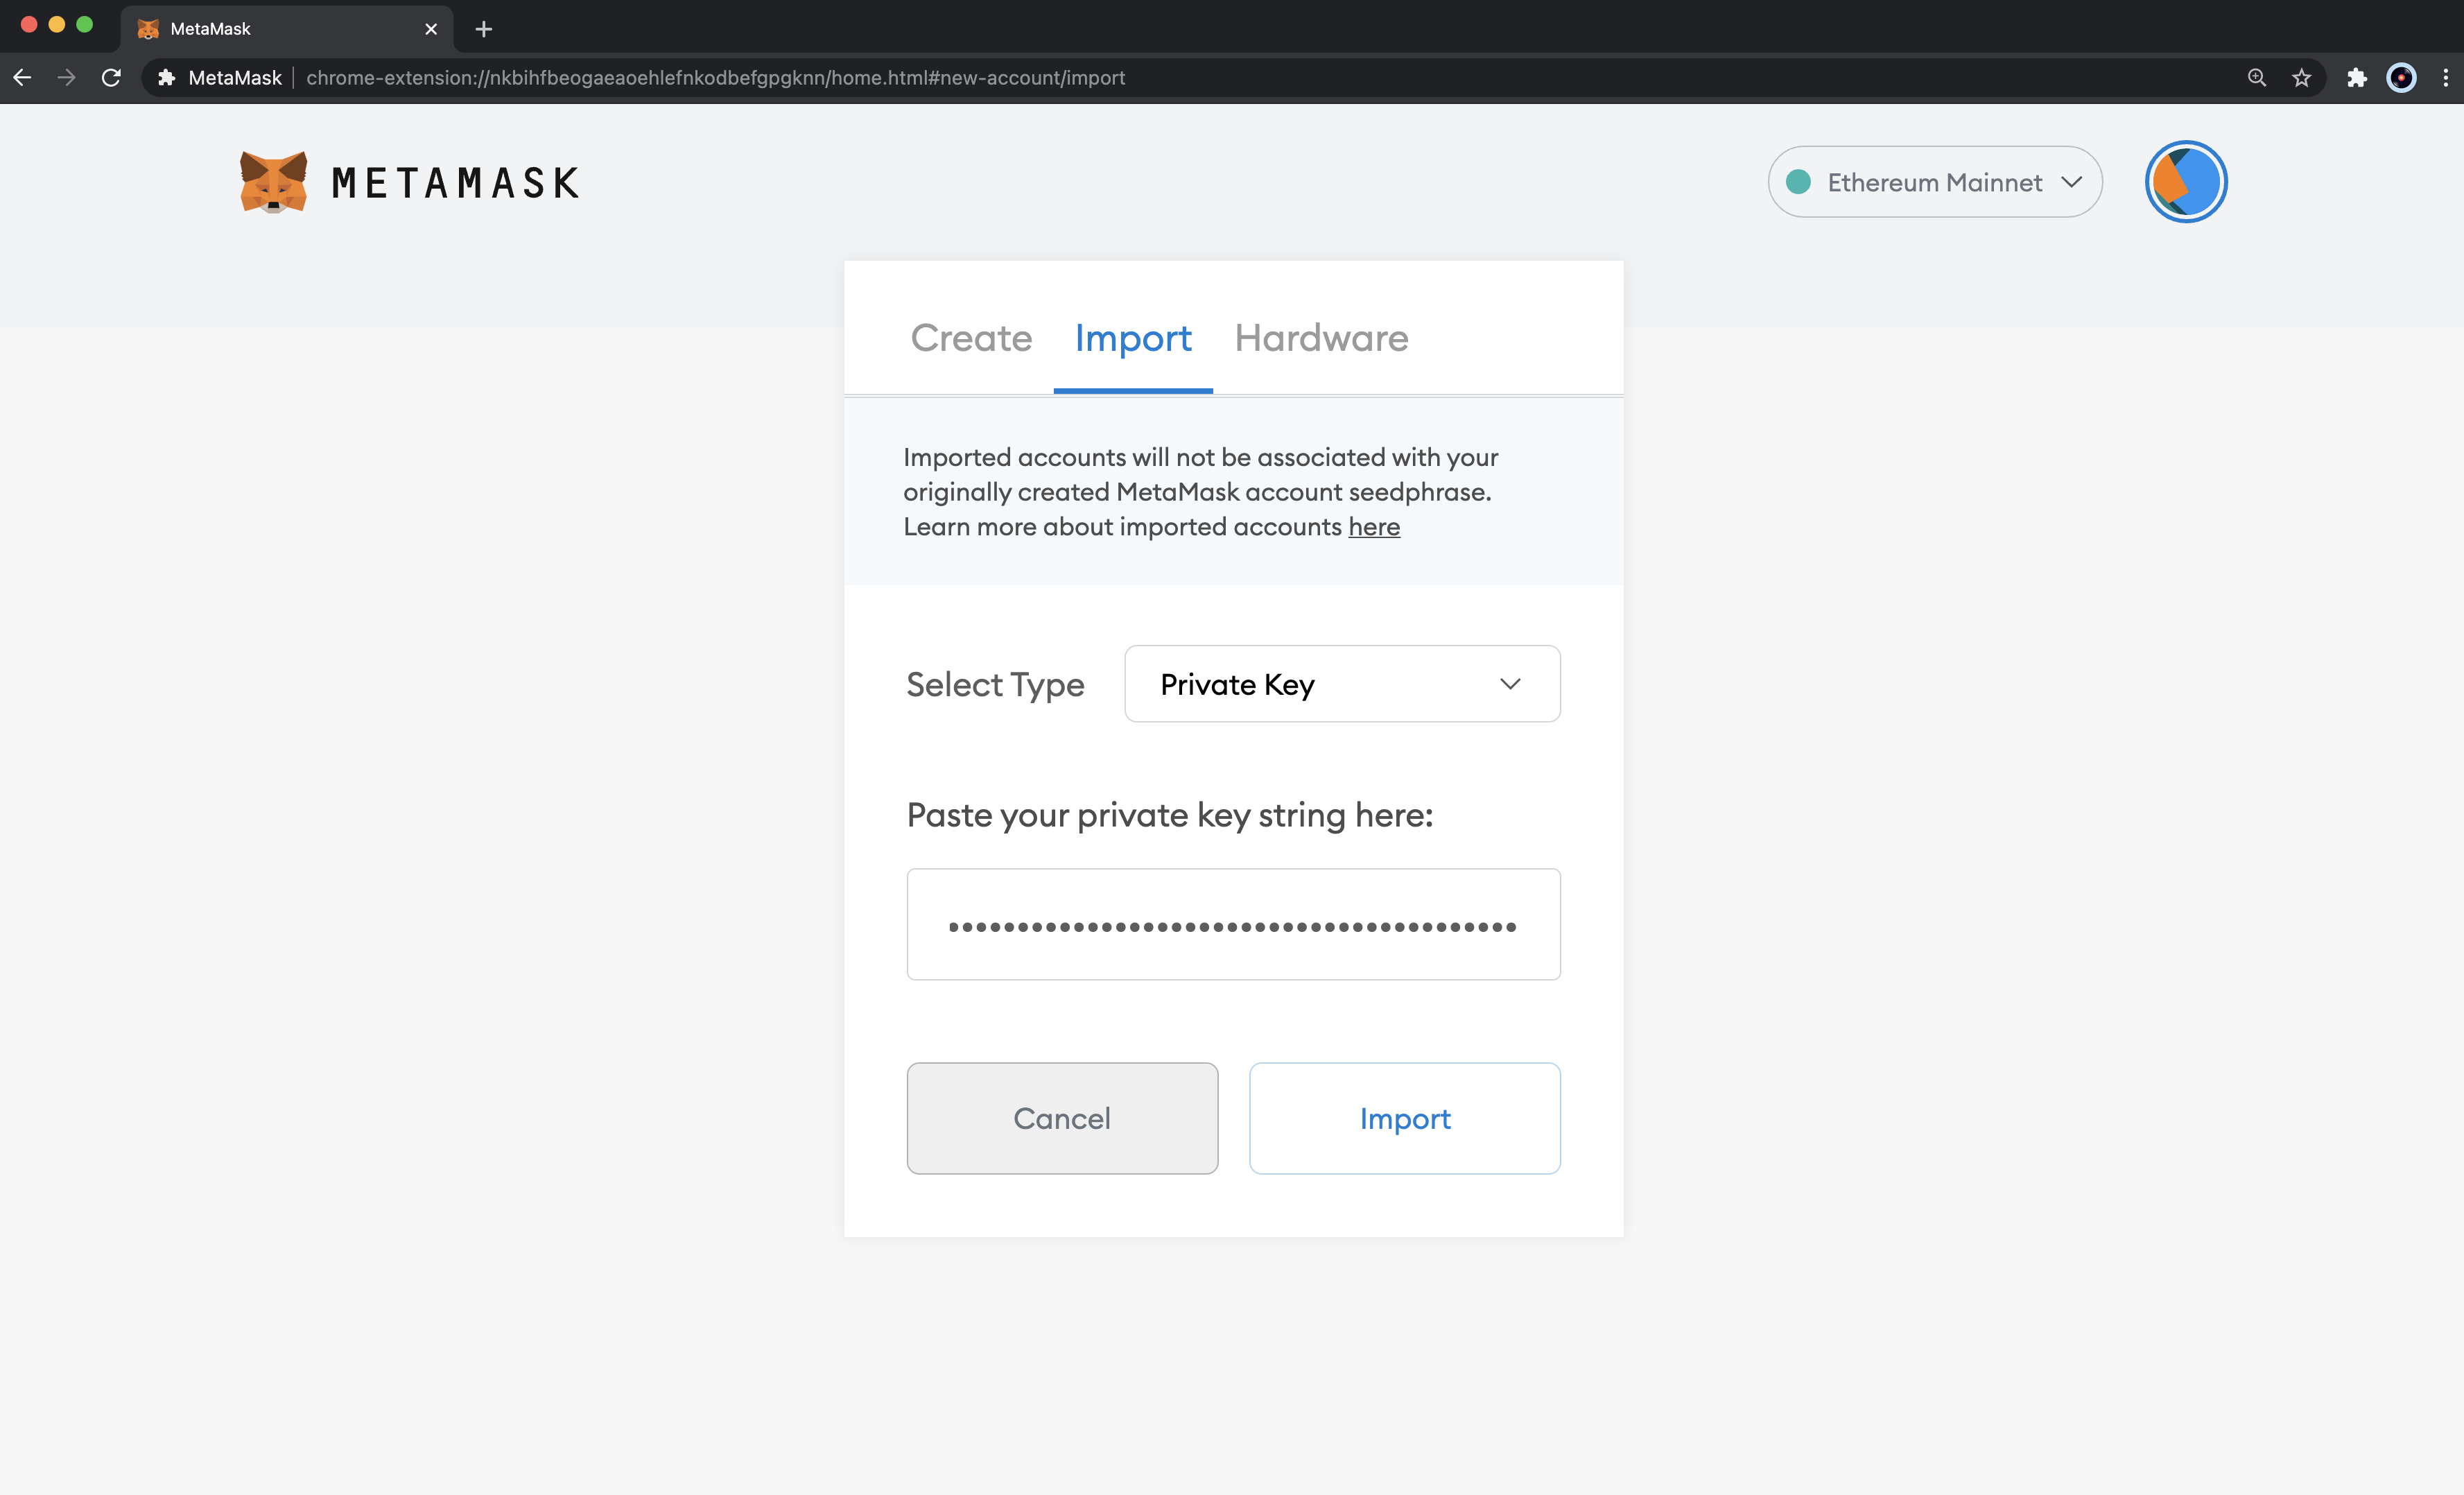 MetaMask
MetaMask | chrome-extension://nkbihfbeogaeaoehlefnkodbefgpgknn/home.html#new-account/import
METAMASK
Ethereum Mainnet
Create Import Hardware
Imported accounts will not be associated with your
originally created MetaMask account seedphrase.
Learn more about imported accounts here
Select Type Private Key
Paste your private key string here:
Cancel Import